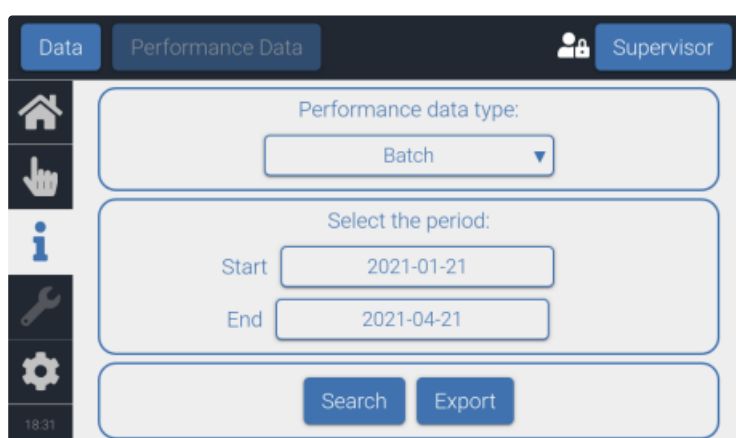 Data Performance Data Supervisor
Performance data type:
Batch
Select the period:
Start 2021-01-21
End 2021-04-21
Search Export
18:31